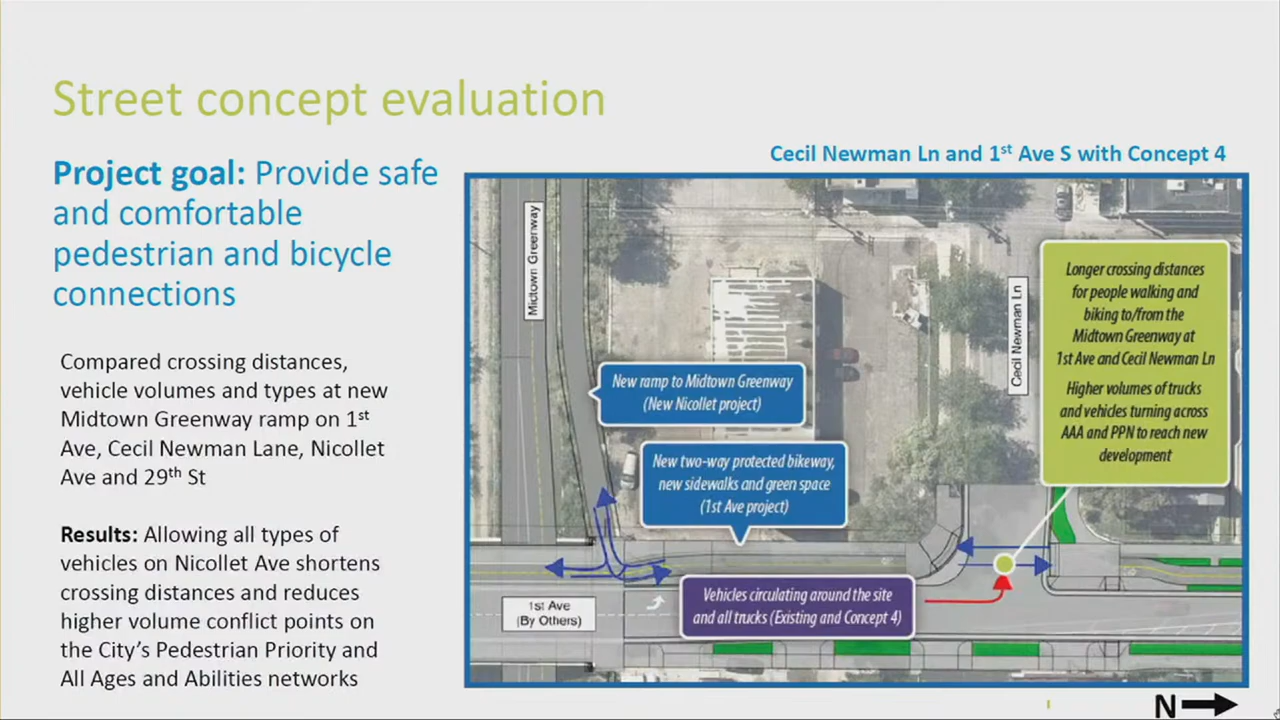 Street concept evaluation
Project goal: Provide safe
and comfortable
pedestrian and bicycle
connections
Compared crossing distances,
vehicle volumes and types at new
Midtown Greenway ramp on 1st
Ave, Cecil Newman Lane, Nicollet
Ave and 29th St
Results: Allowing all types of
vehicles on Nicollet Ave shortens
crossing distances and reduces
higher volume conflict points on
the City's Pedestrian Priority and
All Ages and Abilities networks
Cecil Newman Ln and 1st Ave S with Concept 4
Midtown Greenway
New ramp to Midtown Greenway
(New Nicollet project)
New two-way protected bikeway,
new sidewalks and green space
(1st Ave project)
1st Ave
(By Others)
Vehicles circulating around the site
and all trucks (Existing and Concept 4)
Cecil Newman Ln
Longer crossing distances
for people walking and
biking to/from the
Midtown Greenway at
1st Ave and Cecil Newman Ln
Higher volumes of trucks
and vehicles turning across
AAA and PPN to reach new
development
N